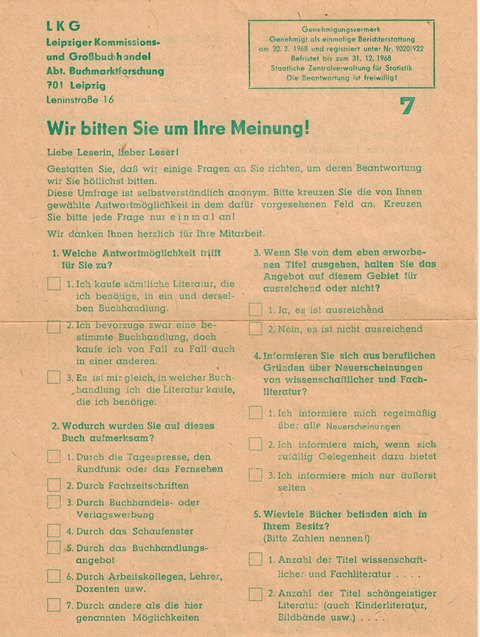 LKG
Leipziger Kommissions-
und Großbuchhandel
Abt. Buchmarktforschung
701 Leipzig
Leninstraße 16
Genehmigungsvermerk
Genehmigt als einmalige Berichterstattung
am 20. 3. 1968 und registriert unter Nr. 9020/922
Befristet bis zum 31. 12. 1968
Staatliche Zentralverwaltung für Statistik
Die Beantwortung ist freiwillig!
7
Wir bitten Sie um Ihre Meinung!
Liebe Leserin, lieber Leser!
Gestatten Sie, daß wir einige Fragen an Sie richten, um deren Beantwortung
wir Sie höflichst bitten.
Diese Umfrage ist selbstverständlich anonym. Bitte kreuzen Sie die von Ihnen
gewählte Antwortmöglichkeit in dem dafür vorgesehenen Feld an. Kreuzen
Sie bitte jede Frage nur einmal an!
Wir danken Ihnen herzlich für Ihre Mitarbeit.
1. Welche Antwortmöglichkeit trifft
für Sie zu?
1. Ich kaufe sämtliche Literatur, die
ich benötige, in ein und dersel-
ben Buchhandlung.
2. Ich bevorzuge zwar eine be-
stimmte Buchhandlung, doch
kaufe ich von Fall zu Fall auch
in einer anderen.
3. Es ist mir gleich, in welcher Buch-
handlung ich die Literatur kaufe,
die ich benötige.
2. Wodurch wurden Sie auf dieses
Buch aufmerksam?
1. Durch die Tagespresse, den
Rundfunk oder das Fernsehen
2. Durch Fachzeitschriften
3. Durch Buchhandels- oder
Verlagswerbung
4. Durch das Schaufenster
5. Durch das Buchhandlungs-
angebot
6. Durch Arbeitskollegen, Lehrer,
Dozenten usw.
7. Durch andere als die hier
genannten Möglichkeiten
3. Wenn Sie von dem eben erworbe-
nen Titel ausgehen, halten Sie das
Angebot auf diesem Gebiet für
ausreichend oder nicht?
1. Ja, es ist ausreichend
2. Nein, es ist nicht ausreichend
4. Informieren Sie sich aus beruflichen
Gründen über Neuerscheinungen
von wissenschaftlicher und Fach-
literatur?
1. Ich informiere mich regelmäßig
über alle Neuerscheinungen
2. Ich informiere mich, wenn sich
zufällig Gelegenheit dazu bietet
3. Ich informiere mich nur äußerst
selten
5. Wieviele Bücher befinden sich in
Ihrem Besitz?
(Bitte Zahlen nennen!)
1. Anzahl der Titel wissenschaft-
licher und Fachliteratur . . . .
2. Anzahl der Titel schöngeistiger
Literatur (auch Kinderliteratur,
Bildbände usw.) . . . .